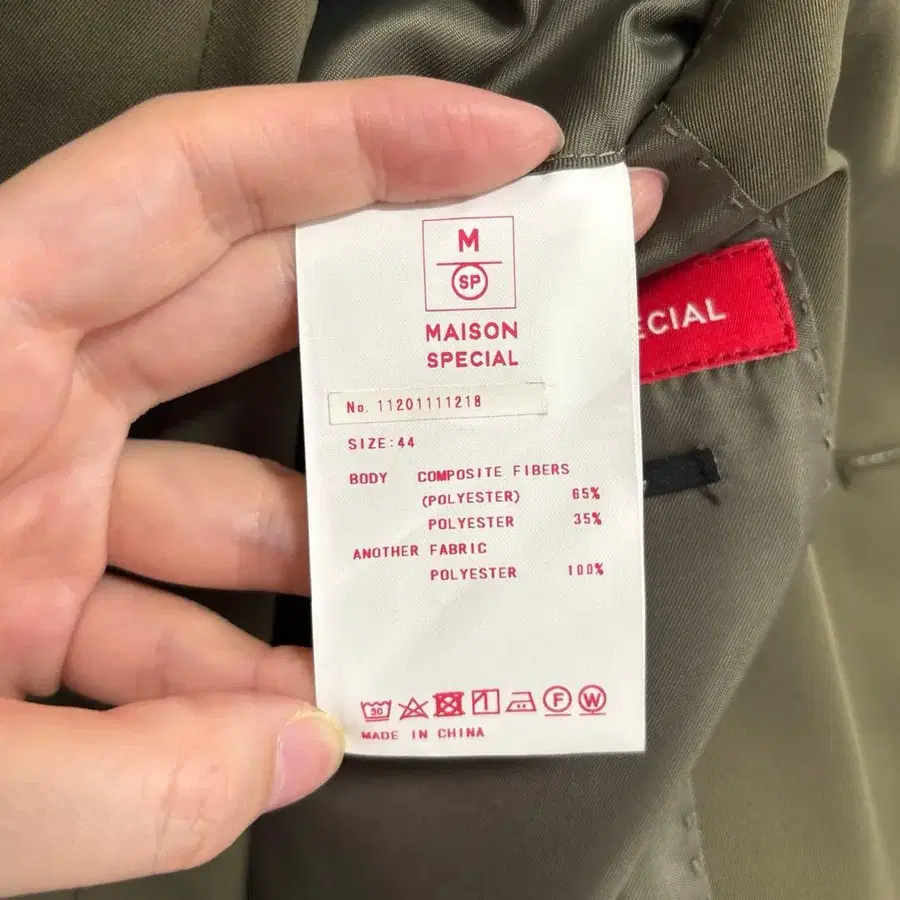 M
SP
MAISON
SPECIAL
No. 11201111218
SIZE:44
BODY COMPOSITE FIBERS
(POLYESTER) 65%
POLYESTER 35%
ANOTHER FABRIC
POLYESTER 100%
30
F W
MADE IN CHINA
ECIAL